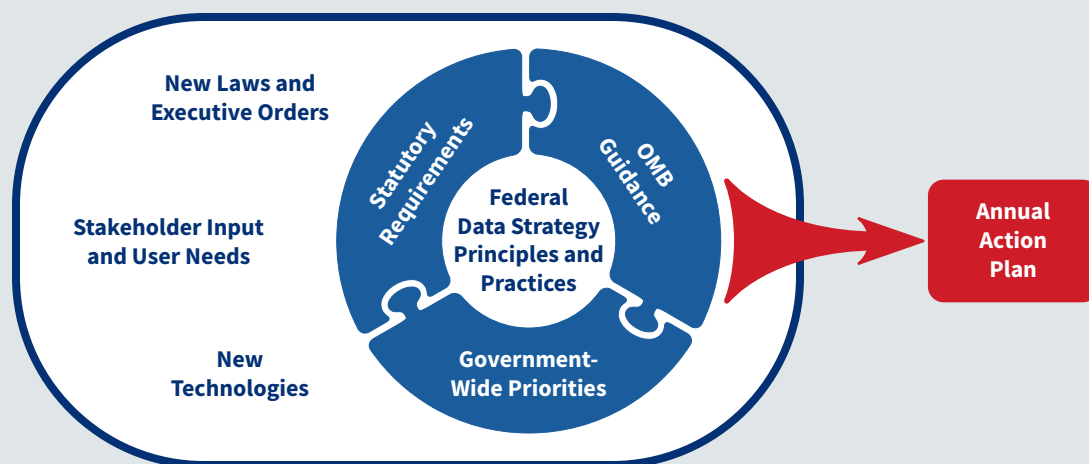 New Laws and
Executive Orders
Stakeholder Input
and User Needs
New
Technologies
Statutory
Requirements
OMB
Guidance
Government-
Wide Priorities
Federal
Data Strategy
Principles and
Practices
Annual
Action
Plan